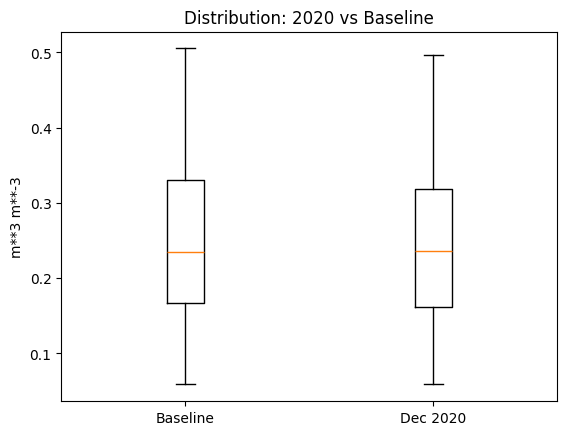 Distribution: 2020 vs Baseline
m**3 m**-3
0.5
0.4
0.3
0.2
0.1
Baseline
Dec 2020